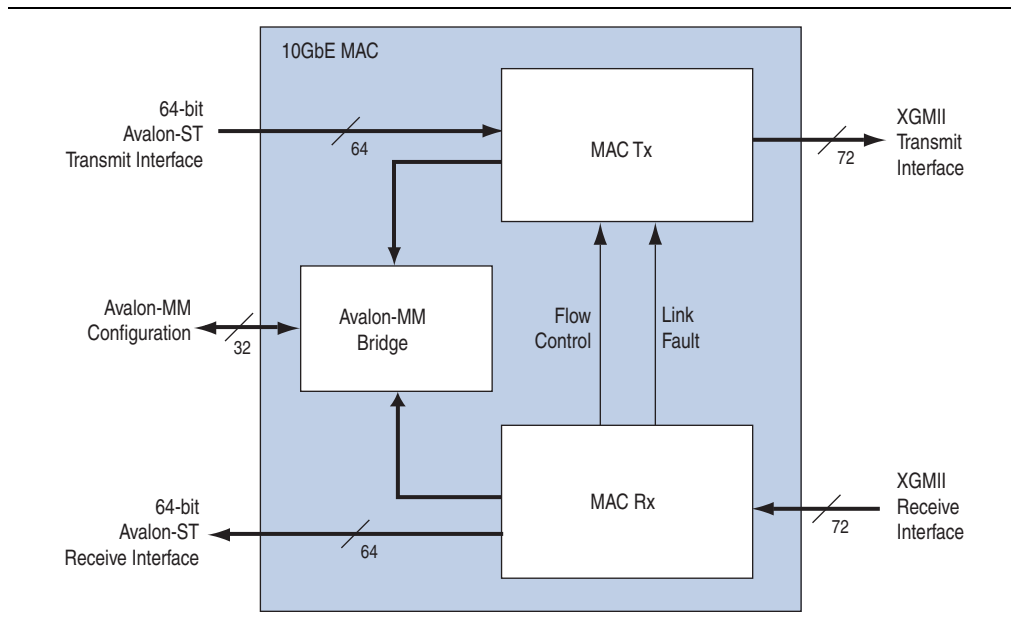 10GbE MAC
64-bit
Avalon-ST
Transmit Interface
64
MAC Tx
72
XGMII
Transmit
Interface
Avalon-MM
Configuration
32
Avalon-MM
Bridge
Flow
Control
Link
Fault
64-bit
Avalon-ST
Receive Interface
64
MAC Rx
72
XGMII
Receive
Interface